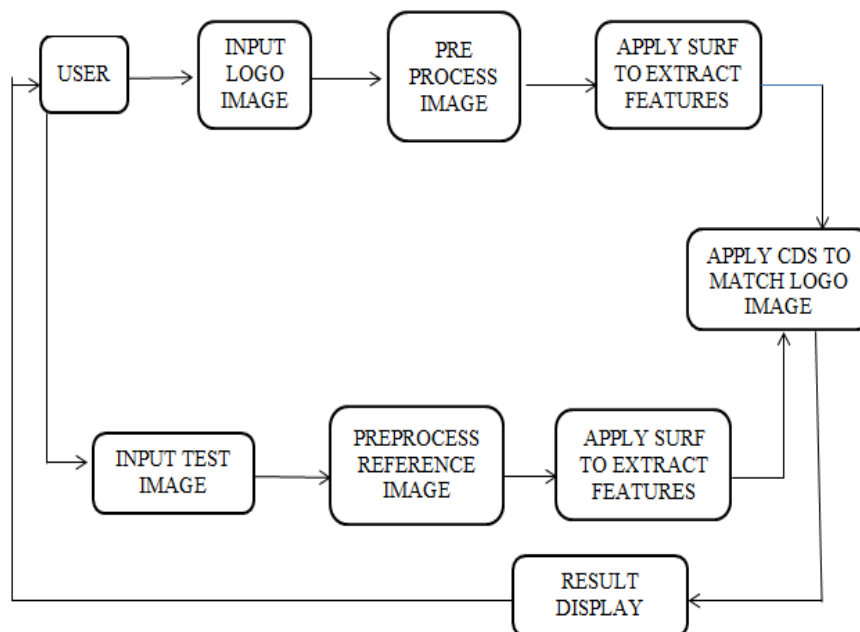 USER
INPUT
LOGO
IMAGE
PRE
PROCESS
IMAGE
APPLY SURF
TO EXTRACT
FEATURES
APPLY CDS TO
MATCH LOGO
IMAGE
INPUT TEST
IMAGE
PREPROCESS
REFERENCE
IMAGE
APPLY SURF
TO EXTRACT
FEATURES
RESULT
DISPLAY